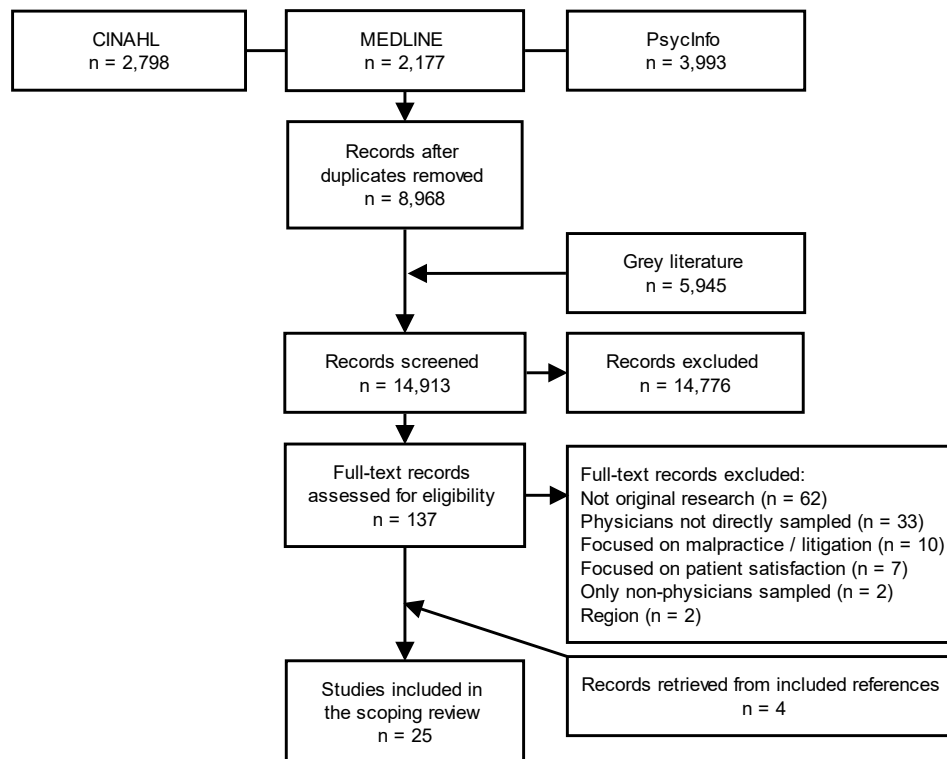 CINAHL
n = 2,798
MEDLINE
n = 2,177
PsycInfo
n = 3,993
Records after
duplicates removed
n = 8,968
Grey literature
n = 5,945
Records screened
n = 14,913
Records excluded
n = 14,776
Full-text records
assessed for eligibility
n = 137
Full-text records excluded:
Not original research (n = 62)
Physicians not directly sampled (n = 33)
Focused on malpractice / litigation (n = 10)
Focused on patient satisfaction (n = 7)
Only non-physicians sampled (n = 2)
Region (n = 2)
Records retrieved from included references
n = 4
Studies included in
the scoping review
n = 25